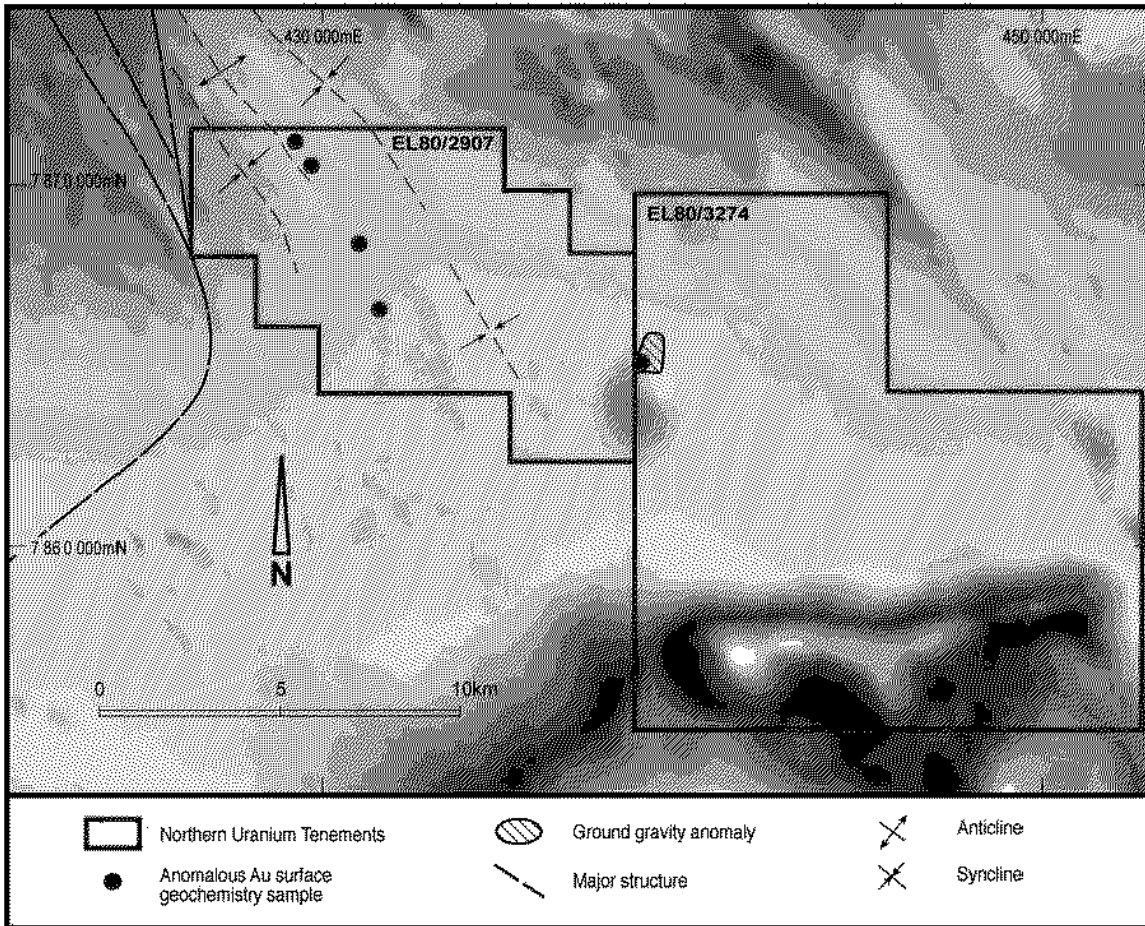 430 000mE
450 000mE
EL80/2907
7 870 000mN
EL80/3274
7 860 000mN
N
0 5 10km
Northern Uranium Tenements
Ground gravity anomaly
Anticline
Anomalous Au surface
geochemistry sample
Major structure
Syncline